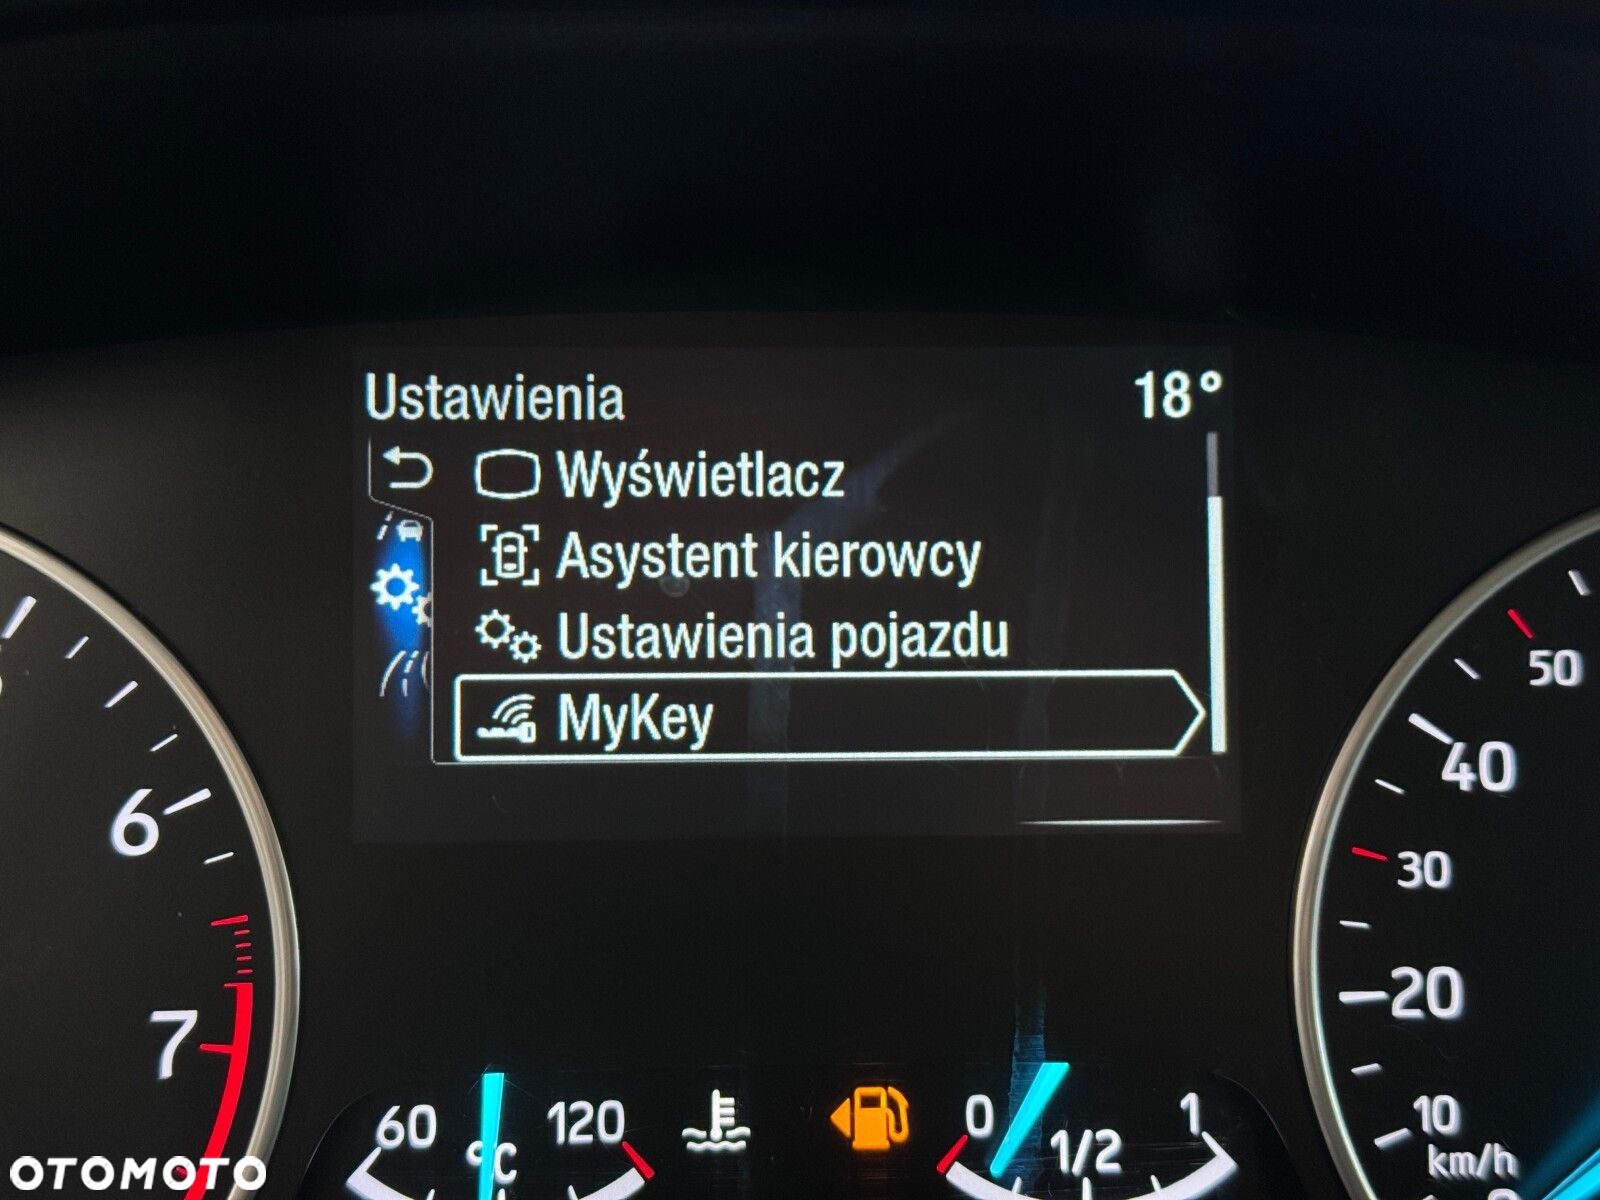 Ustawienia 18°
Wyświetlacz
Asystent kierowcy
Ustawienia pojazdu
MyKey
6
7
50
40
30
20
10
km/h
60 120
°C
0 1/2 1
OTOMOTO